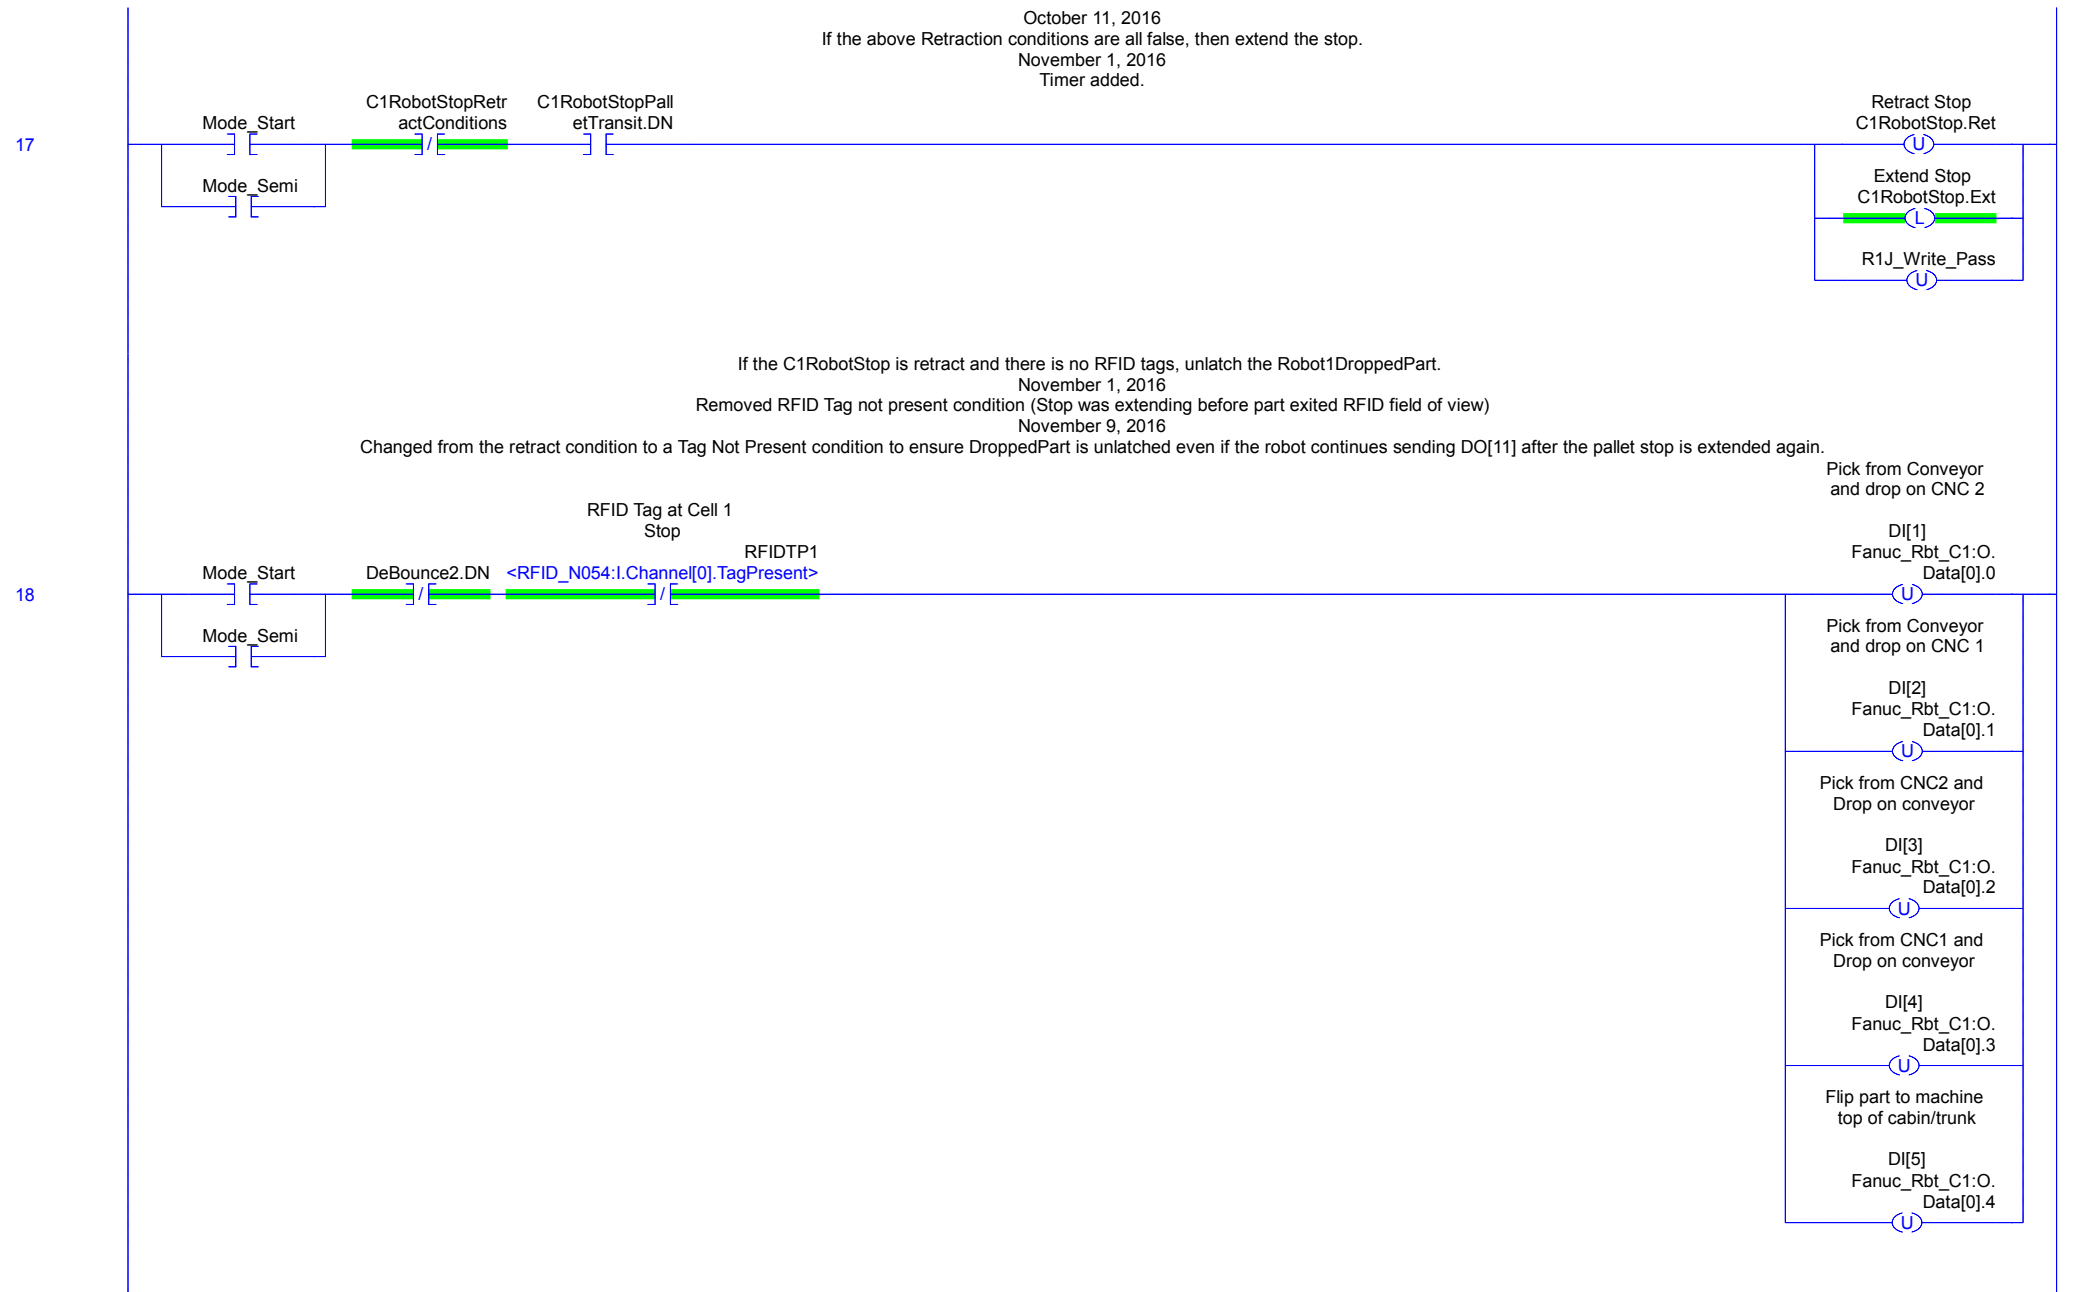 October 11, 2016
If the above Retraction conditions are all false, then extend the stop.
November 1, 2016
Timer added.
17
Mode_Start
C1RobotStopRetr
actConditions
/
C1RobotStopPall
etTransit.DN
Retract Stop
C1RobotStop.Ret
U
Mode_Semi
Extend Stop
C1RobotStop.Ext
L
R1J_Write_Pass
U
If the C1RobotStop is retract and there is no RFID tags, unlatch the Robot1DroppedPart.
November 1, 2016
Removed RFID Tag not present condition (Stop was extending before part exited RFID field of view)
November 9, 2016
Changed from the retract condition to a Tag Not Present condition to ensure DroppedPart is unlatched even if the robot continues sending DO[11] after the pallet stop is extended again.
18
Mode_Start
DeBounce2.DN
/
RFID Tag at Cell 1
Stop
RFIDTP1
<RFID_N054:I.Channel[0].TagPresent>
/
Mode_Semi
Pick from Conveyor
and drop on CNC 2
DI[1]
Fanuc_Rbt_C1:O.
Data[0].0
U
Pick from Conveyor
and drop on CNC 1
DI[2]
Fanuc_Rbt_C1:O.
Data[0].1
U
Pick from CNC2 and
Drop on conveyor
DI[3]
Fanuc_Rbt_C1:O.
Data[0].2
U
Pick from CNC1 and
Drop on conveyor
DI[4]
Fanuc_Rbt_C1:O.
Data[0].3
U
Flip part to machine
top of cabin/trunk
DI[5]
Fanuc_Rbt_C1:O.
Data[0].4
U